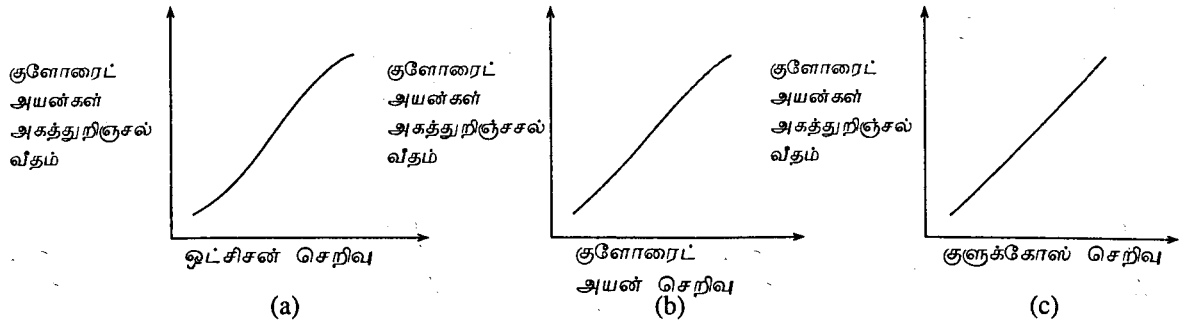 குளோரைட்
அயன்கள்
அகத்துறிஞ்சல்
வீதம்
ஒட்சிசன் செறிவு
(a)
குளோரைட்
அயன்கள்
அகத்துறிஞ்சசல்
வீதம்
குளோரைட்
அயன் செறிவு
(b)
குளோரைட்
அயன்கள்
அகத்துறிஞ்சல்
வீதம்
குளுக்கோஸ் செறிவு
(c)